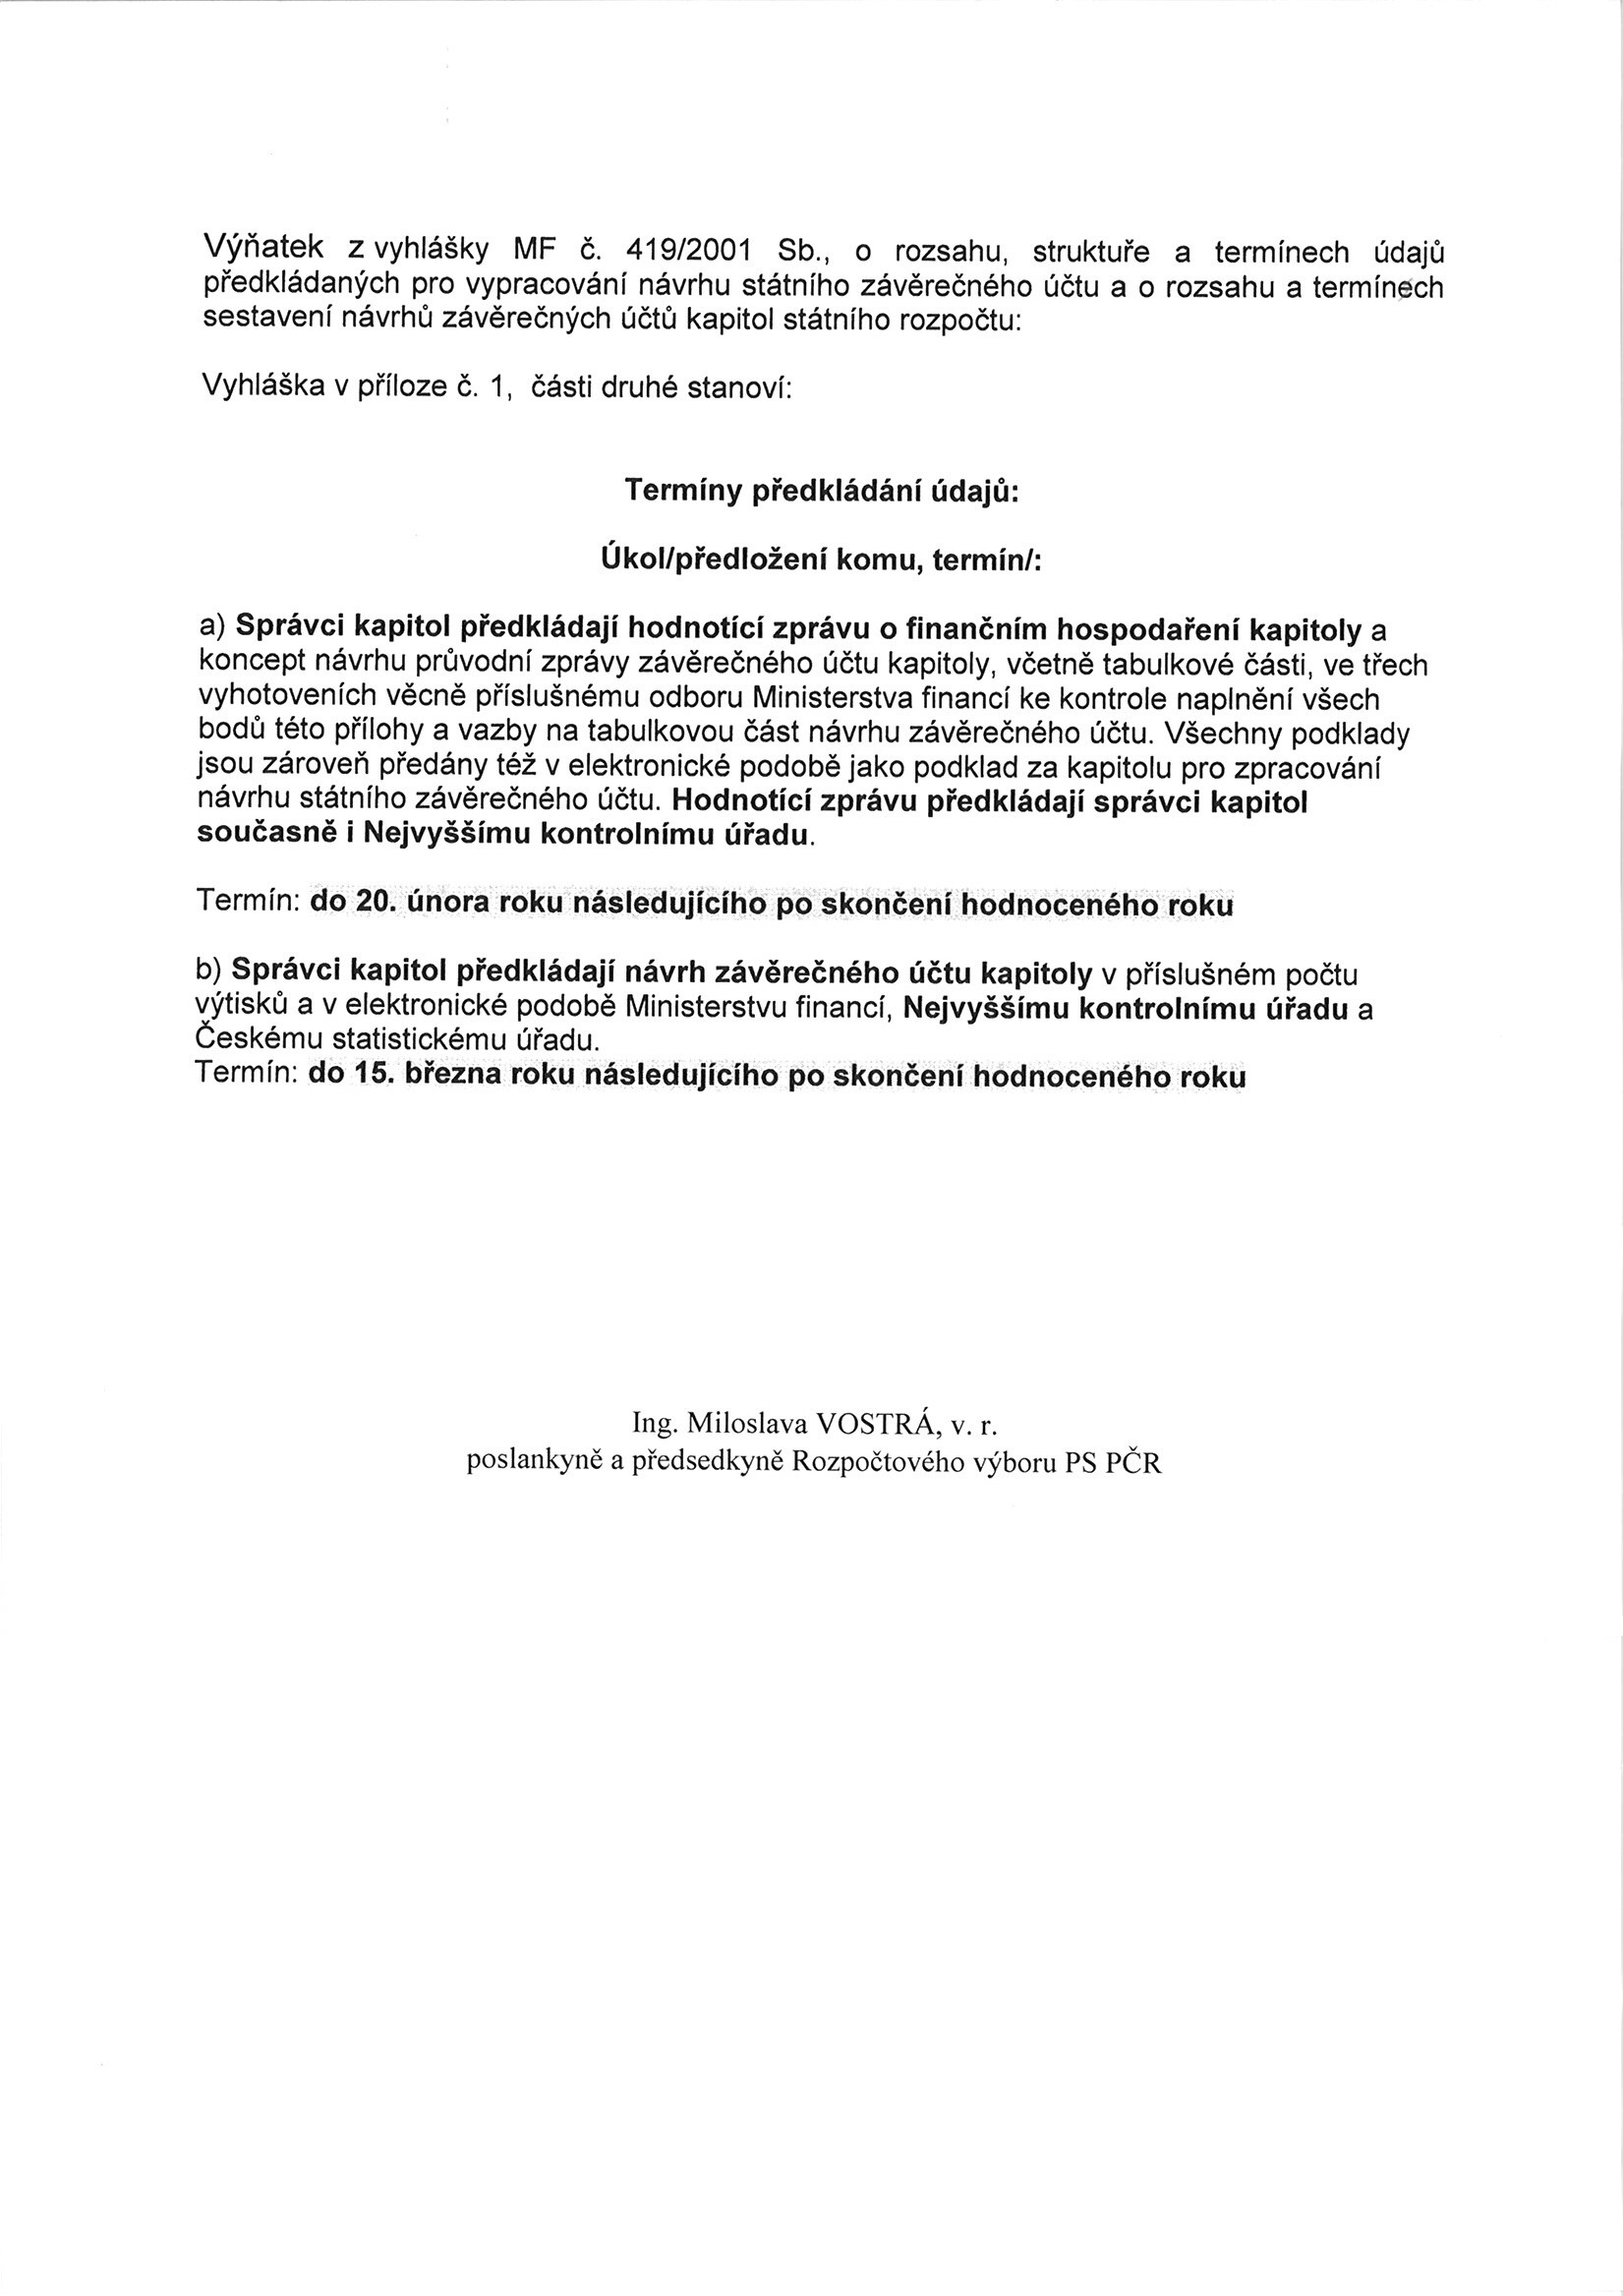 Výňatek z vyhlášky MF č. 419/2001 Sb., o rozsahu, struktuře a termínech údajů
předkládaných pro vypracování návrhu státního závěrečného účtu a o rozsahu a termínech
sestavení návrhů závěrečných účtů kapitol státního rozpočtu:
Vyhláška v příloze č. 1, části druhé stanoví:
Termíny předkládání údajů:
Úkol/předložení komu, termín/:
a) Správci kapitol předkládají hodnotící zprávu o finančním hospodaření kapitoly a
koncept návrhu průvodní zprávy závěrečného účtu kapitoly, včetně tabulkové části, ve třech
vyhotoveních věcně příslušnému odboru Ministerstva financí ke kontrole naplnění všech
bodů této přílohy a vazby na tabulkovou část návrhu závěrečného účtu. Všechny podklady
jsou zároveň předány též v elektronické podobě jako podklad za kapitolu pro zpracování
návrhu státního závěrečného účtu. Hodnotící zprávu předkládají správci kapitol
současně i Nejvyššímu kontrolnímu úřadu.
Termín: do 20. února roku následujícího po skončení hodnoceného roku
b) Správci kapitol předkládají návrh závěrečného účtu kapitoly v příslušném počtu
výtisků a v elektronické podobě Ministerstvu financí, Nejvyššímu kontrolnímu úřadu a
Českému statistickému úřadu.
Termín: do 15. března roku následujícího po skončení hodnoceného roku
Ing. Miloslava VOSTRÁ, v. r.
poslankyně a předsedkyně Rozpočtového výboru PS PČR